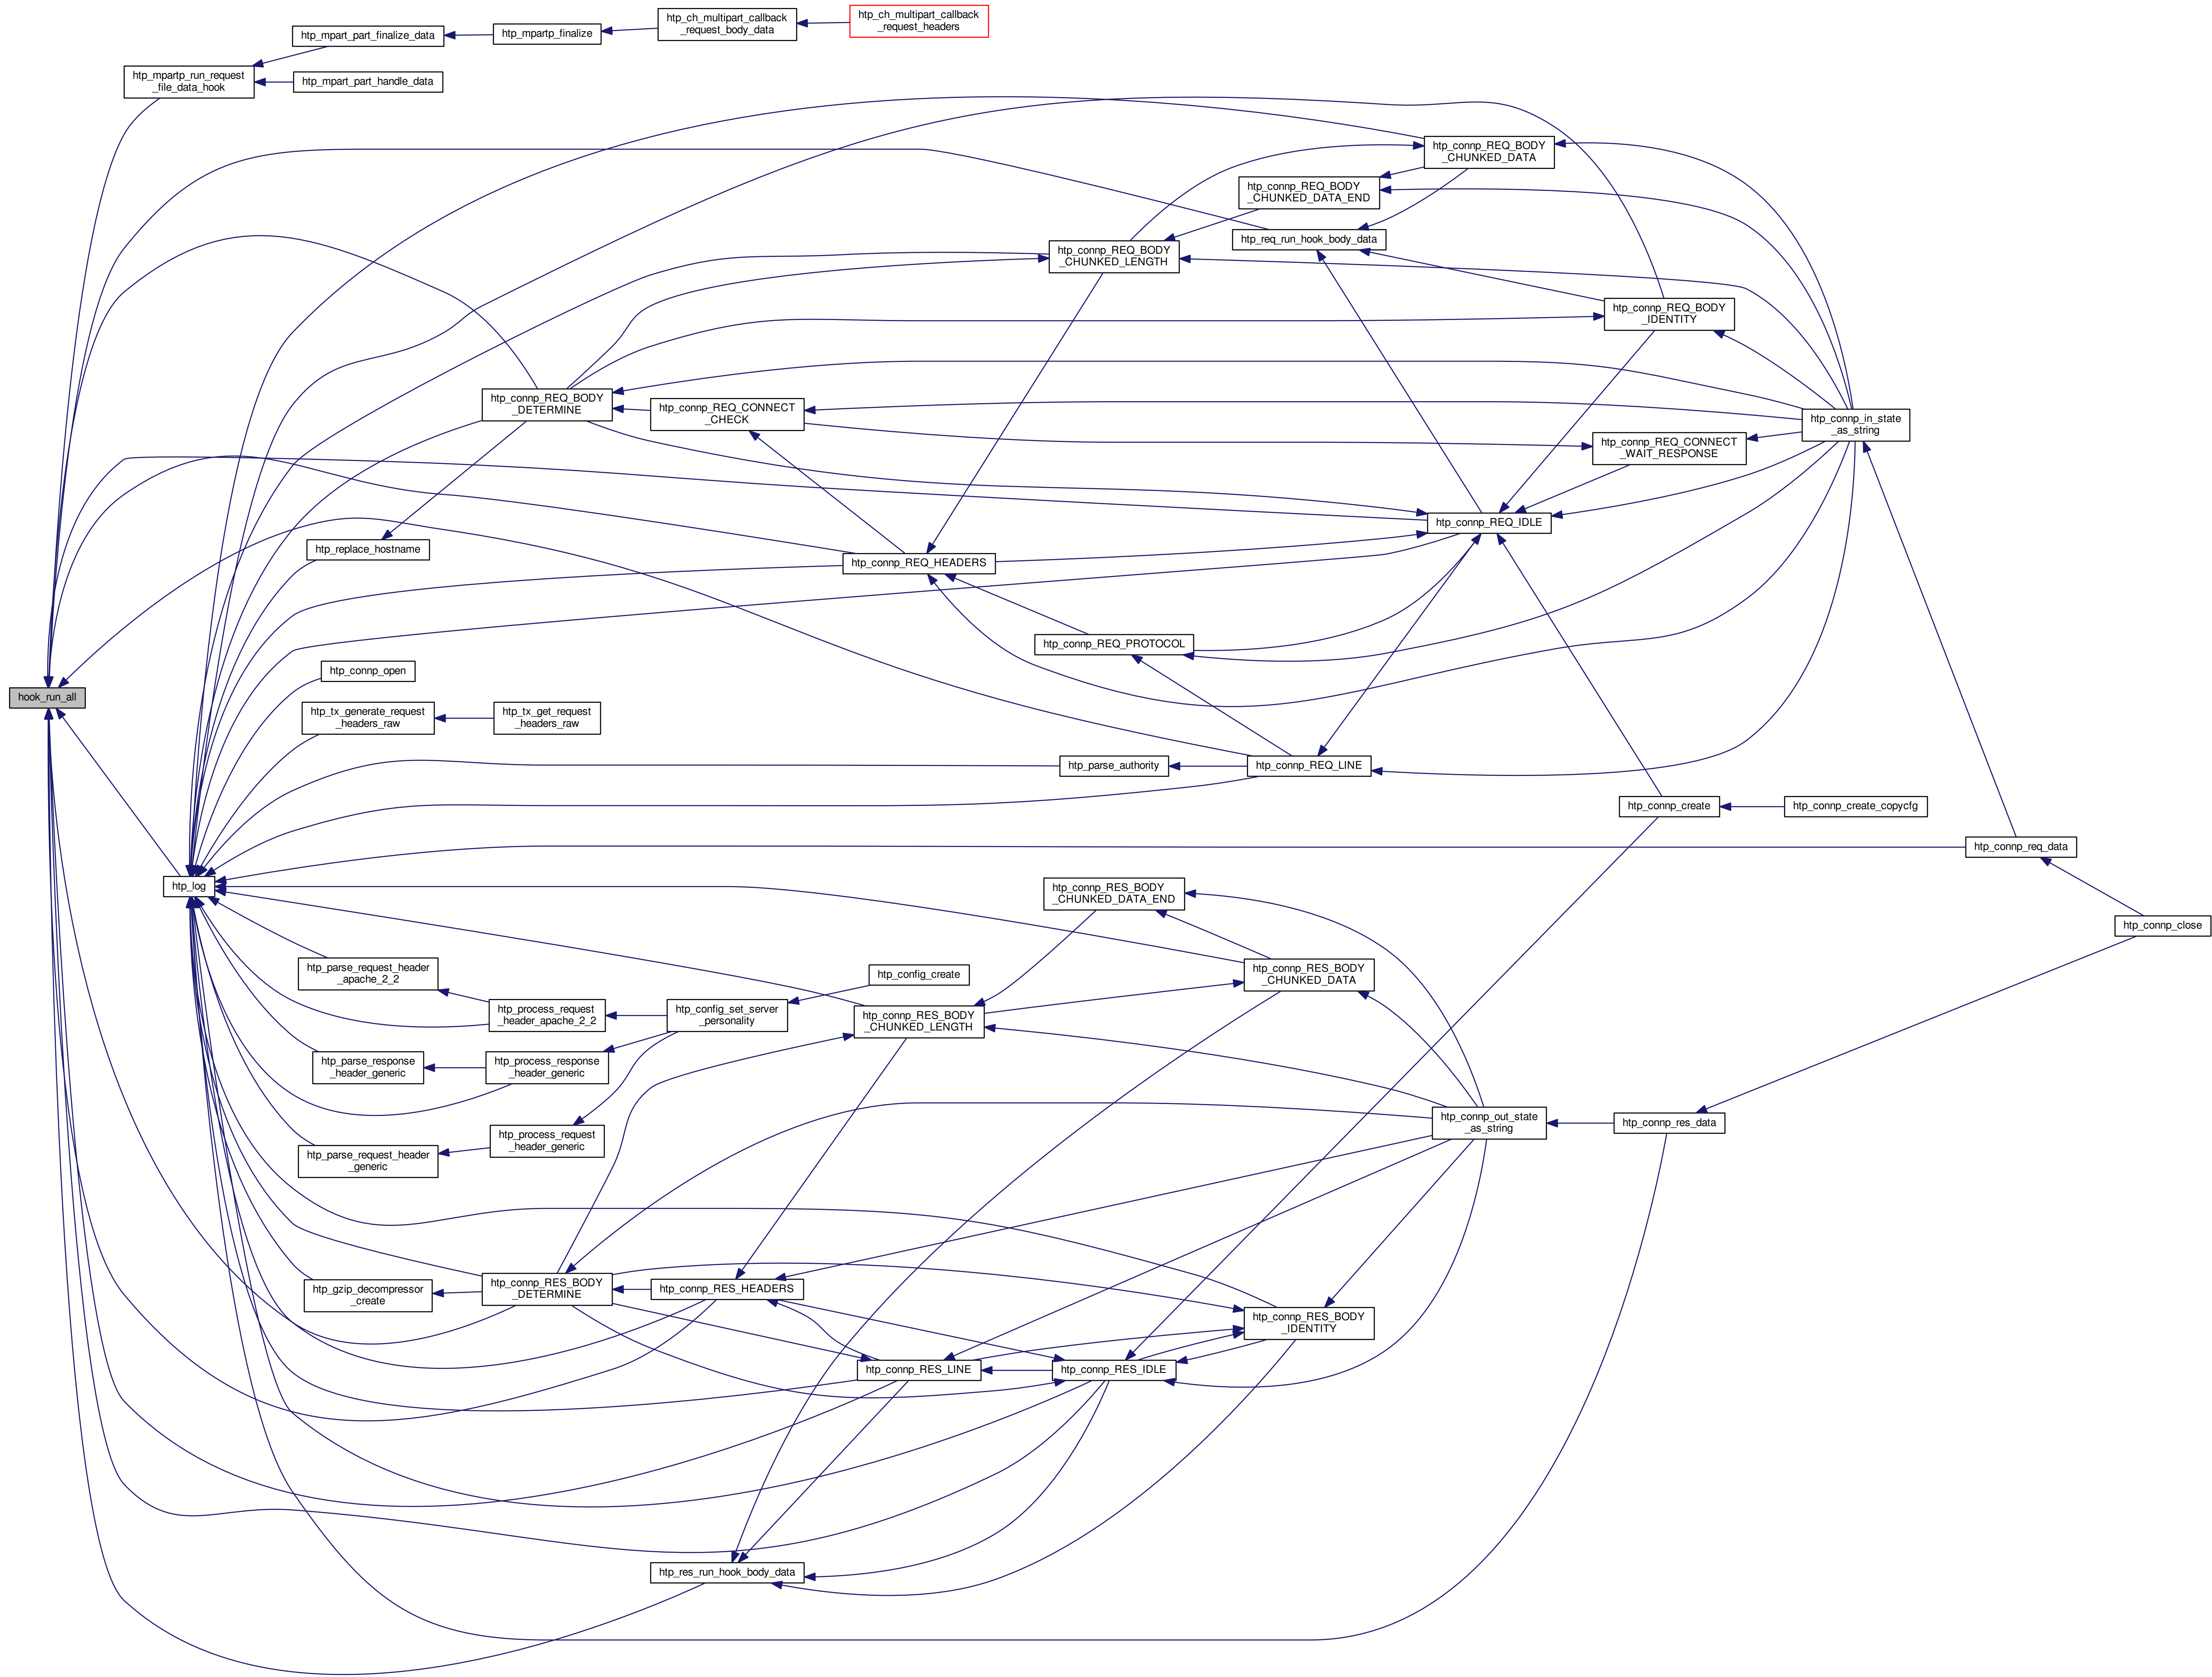 htp_ch_multipart_callback
_request_body_data
htp_ch_multipart_callback
_request_headers
htp_mpart_part_finalize_data
htp_mpartp_finalize
htp_mpartp_run_request
_file_data_hook
htp_mpart_part_handle_data
htp_connp_REQ_BODY
_CHUNKED_DATA
htp_connp_REQ_BODY
_CHUNKED_DATA_END
htp_req_run_hook_body_data
htp_connp_REQ_BODY
_CHUNKED_LENGTH
htp_connp_REQ_BODY
_IDENTITY
htp_connp_REQ_BODY
_DETERMINE
htp_connp_REQ_CONNECT
_CHECK
htp_connp_in_state
_as_string
htp_connp_REQ_CONNECT
_WAIT_RESPONSE
htp_connp_REQ_IDLE
htp_replace_hostname
htp_connp_REQ_HEADERS
htp_connp_REQ_PROTOCOL
htp_connp_open
hook_run_all
htp_tx_generate_request
_headers_raw
htp_tx_get_request
_headers_raw
htp_parse_authority
htp_connp_REQ_LINE
htp_connp_create
htp_connp_create_copycfg
htp_connp_req_data
htp_log
htp_connp_RES_BODY
_CHUNKED_DATA_END
htp_connp_close
htp_parse_request_header
_apache_2_2
htp_config_create
htp_connp_RES_BODY
_CHUNKED_DATA
htp_process_request
_header_apache_2_2
htp_config_set_server
_personality
htp_connp_RES_BODY
_CHUNKED_LENGTH
htp_parse_response
_header_generic
htp_process_response
_header_generic
htp_connp_out_state
_as_string
htp_connp_res_data
htp_process_request
_header_generic
htp_parse_request_header
_generic
htp_gzip_decompressor
_create
htp_connp_RES_BODY
_DETERMINE
htp_connp_RES_HEADERS
htp_connp_RES_BODY
_IDENTITY
htp_connp_RES_LINE
htp_connp_RES_IDLE
htp_res_run_hook_body_data